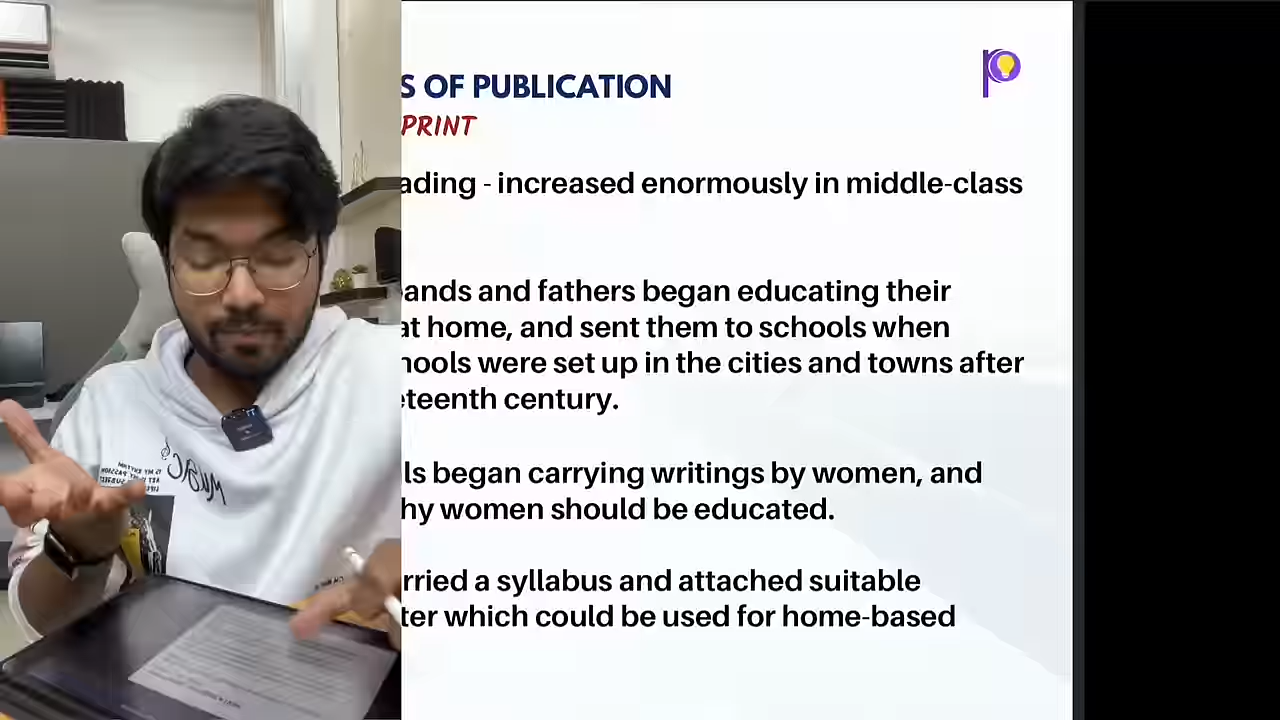 S OF PUBLICATION
PRINT
ading - increased enormously in middle-class
ands and fathers began educating their
at home, and sent them to schools when
hools were set up in the cities and towns after
eteenth century.
ls began carrying writings by women, and
hy women should be educated.
rried a syllabus and attached suitable
ter which could be used for home-based
MUSIC